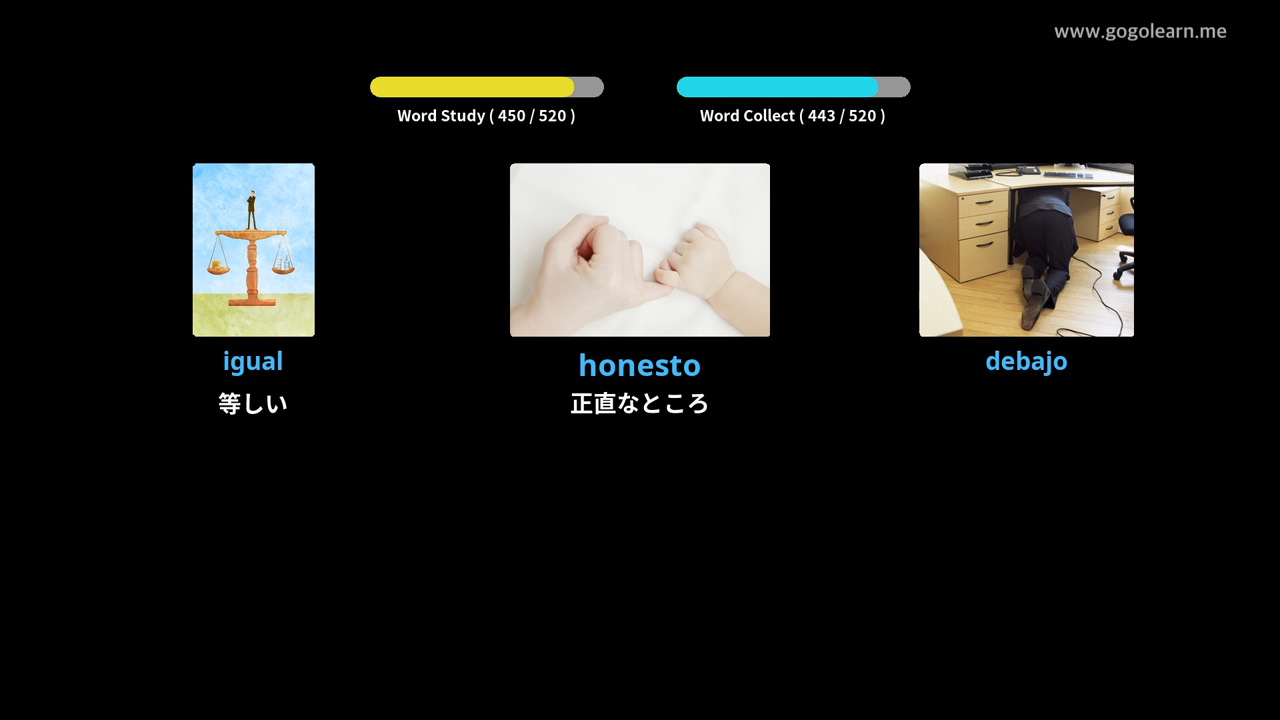 www.gogolearn.me
Word Study ( 450 / 520 )
Word Collect ( 443 / 520 )
igual
honesto
debajo
等しい
正直なところ